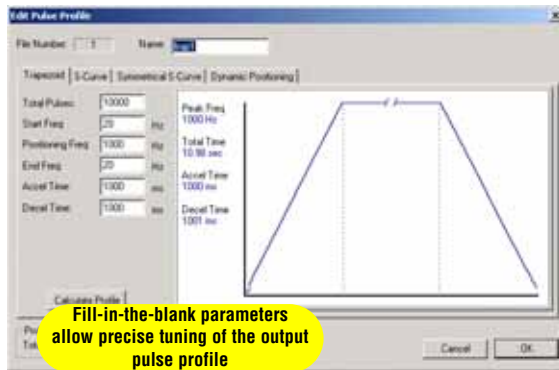 Edit Pulse Profile
File Number: 1 Name: trap1
Trapezoid S-Curve Symmetrical S-Curve Dynamic Positioning
Total Pulses: 10000
Start Freq: 20 Hz
Positioning Freq: 1000 Hz
End Freq: 20 Hz
Accel Time: 1000 ms
Decel Time: 1000 ms
Peak Freq
1000 Hz
Total Time
10.98 sec
Accel Time
1000 ms
Decel Time
1001 ms
Calculate Profile
Fill-in-the-blank parameters
allow precise tuning of the output
pulse profile
Cancel OK